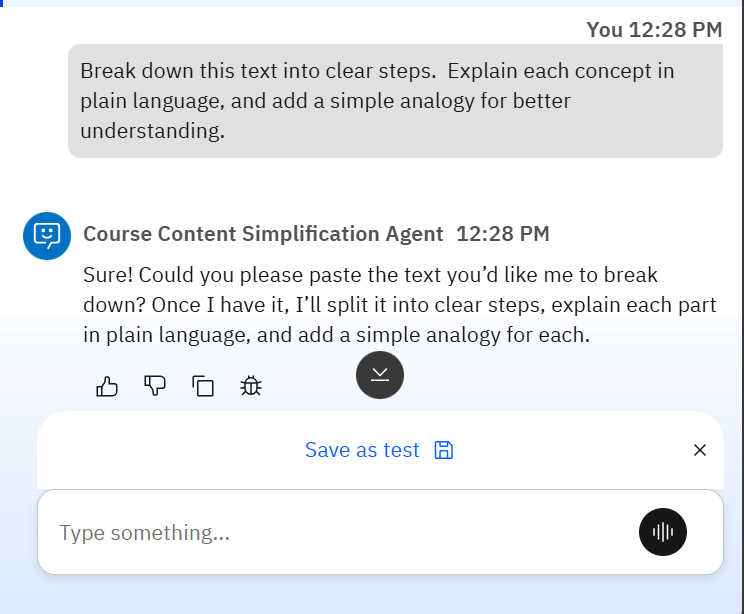 You 12:28 PM
Break down this text into clear steps.  Explain each concept in
plain language, and add a simple analogy for better
understanding.
Course Content Simplification Agent 12:28 PM
Sure! Could you please paste the text you’d like me to break
down? Once I have it, I’ll split it into clear steps, explain each part
in plain language, and add a simple analogy for each.
Save as test
Type something...